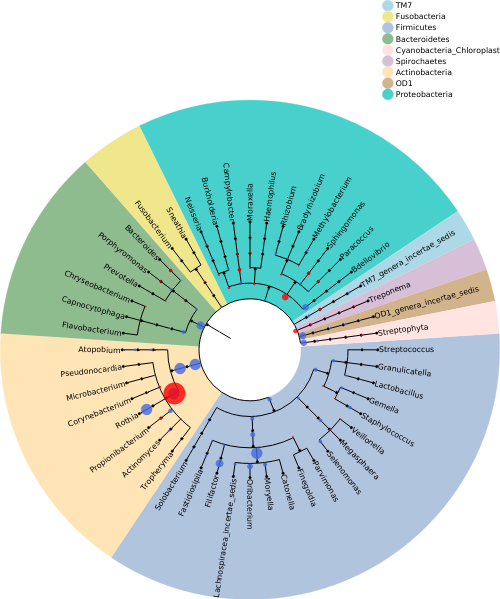 TM7
Fusobacteria
Firmicutes
Bacteroidetes
Cyanobacteria_Chloroplast
Spirochaetes
Actinobacteria
OD1
Proteobacteria
Fusobacterium
Sneathia
Neisseria
Burkholderia
Campylobacter
Moraxella
Haemophilus
Rhizobium
Bradyrhizobium
Methylobacterium
Sphingomonas
Paracoccus
Bdellovibrio
TM7_genera_incertae_sedis
Treponema
OD1_genera_incertae_sedis
Streptophyta
Streptococcus
Granulicatella
Lactobacillus
Gemella
Staphylococcus
Veillonella
Megasphaera
Selenomonas
Parvimonas
Finegoldia
Catonella
Moryella
Oribacterium
Lachnospiracea_incertae_sedis
Filifactor
Fastidiosipila
Solobacterium
Tropheryma
Actinomyces
Propionibacterium
Rothia
Corynebacterium
Microbacterium
Pseudonocardia
Atopobium
Flavobacterium
Capnocytophaga
Chryseobacterium
Prevotella
Porphyromonas
Bacteroides